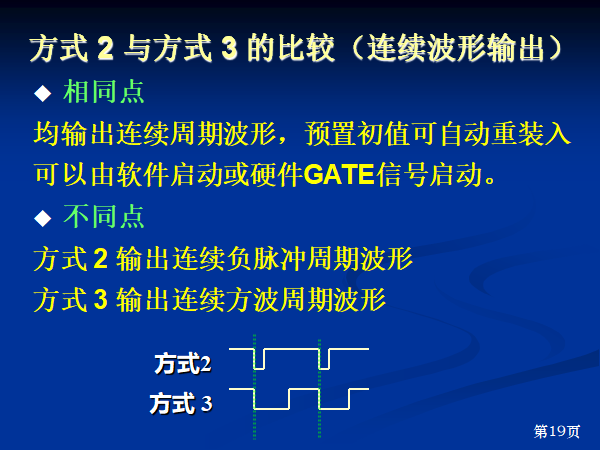 方式 2 与方式 3 的比较（连续波形输出）
◆ 相同点
均输出连续周期波形，预置初值可自动重装入
可以由软件启动或硬件GATE信号启动。
◆ 不同点
方式 2 输出连续负脉冲周期波形
方式 3 输出连续方波周期波形
方式2
方式 3
第19页